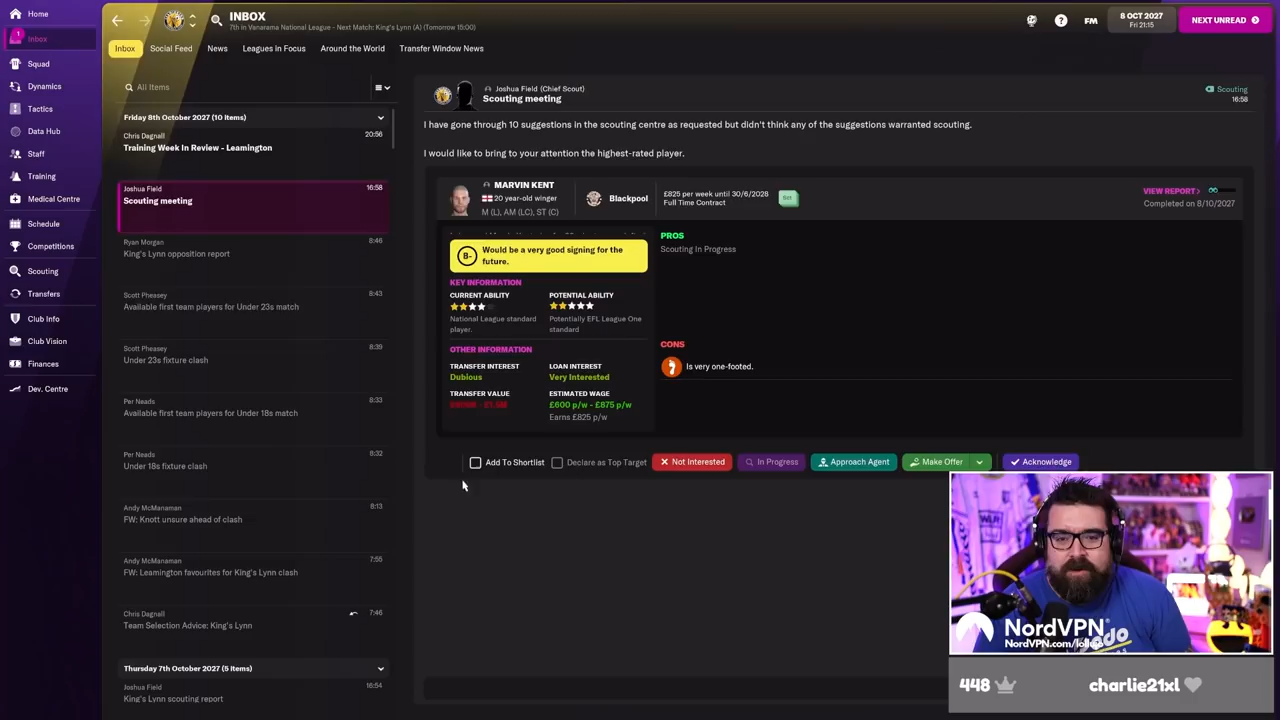 Home
Inbox
1
Squad
Dynamics
Tactics
Data Hub
Staff
Training
Medical Centre
Schedule
Competitions
Scouting
Transfers
Club Info
Club Vision
Finances
Dev. Centre
INBOX
7th in Vanarama National League - Next Match: King's Lynn (A) (Tomorrow 15:00)
FM
8 OCT 2027
Fri 21:15
NEXT UNREAD
Inbox
Social Feed
News
Leagues in Focus
Around the World
Transfer Window News
All Items
Friday 8th October 2027 (10 Items)
Chris Dagnall
20:56
Training Week In Review - Leamington
Joshua Field
16:58
Scouting meeting
Ryan Morgan
8:46
King's Lynn opposition report
Scott Pheasey
8:43
Available first team players for Under 23s match
Scott Pheasey
8:39
Under 23s fixture clash
Per Neads
8:33
Available first team players for Under 18s match
Per Neads
8:32
Under 18s fixture clash
Andy McManaman
8:13
FW: Knott unsure ahead of clash
Andy McManaman
7:55
FW: Leamington favourites for King's Lynn clash
Chris Dagnall
7:46
Team Selection Advice: King's Lynn
Thursday 7th October 2027 (5 Items)
Joshua Field
16:54
King's Lynn scouting report
Joshua Field (Chief Scout)
Scouting meeting
Scouting
16:58
I have gone through 10 suggestions in the scouting centre as requested but didn't think any of the suggestions warranted scouting.
I would like to bring to your attention the highest-rated player.
MARVIN KENT
20 year-old winger
M (L), AM (LC), ST (C)
Blackpool
£825 per week until 30/6/2028
Full Time Contract
VIEW REPORT >
Completed on 8/10/2027
B-
Would be a very good signing for the
future.
KEY INFORMATION
CURRENT ABILITY
POTENTIAL ABILITY
National League standard
player.
Potentially EFL League One
standard
OTHER INFORMATION
TRANSFER INTEREST
LOAN INTEREST
Dubious
Very Interested
TRANSFER VALUE
ESTIMATED WAGE
£600 p/w - £875 p/w
Earns £825 p/w
PROS
Scouting In Progress
CONS
Is very one-footed.
Add To Shortlist
Declare as Top Target
Not Interested
In Progress
Approach Agent
Make Offer
Acknowledge
NordVPN
448
charlie21xl